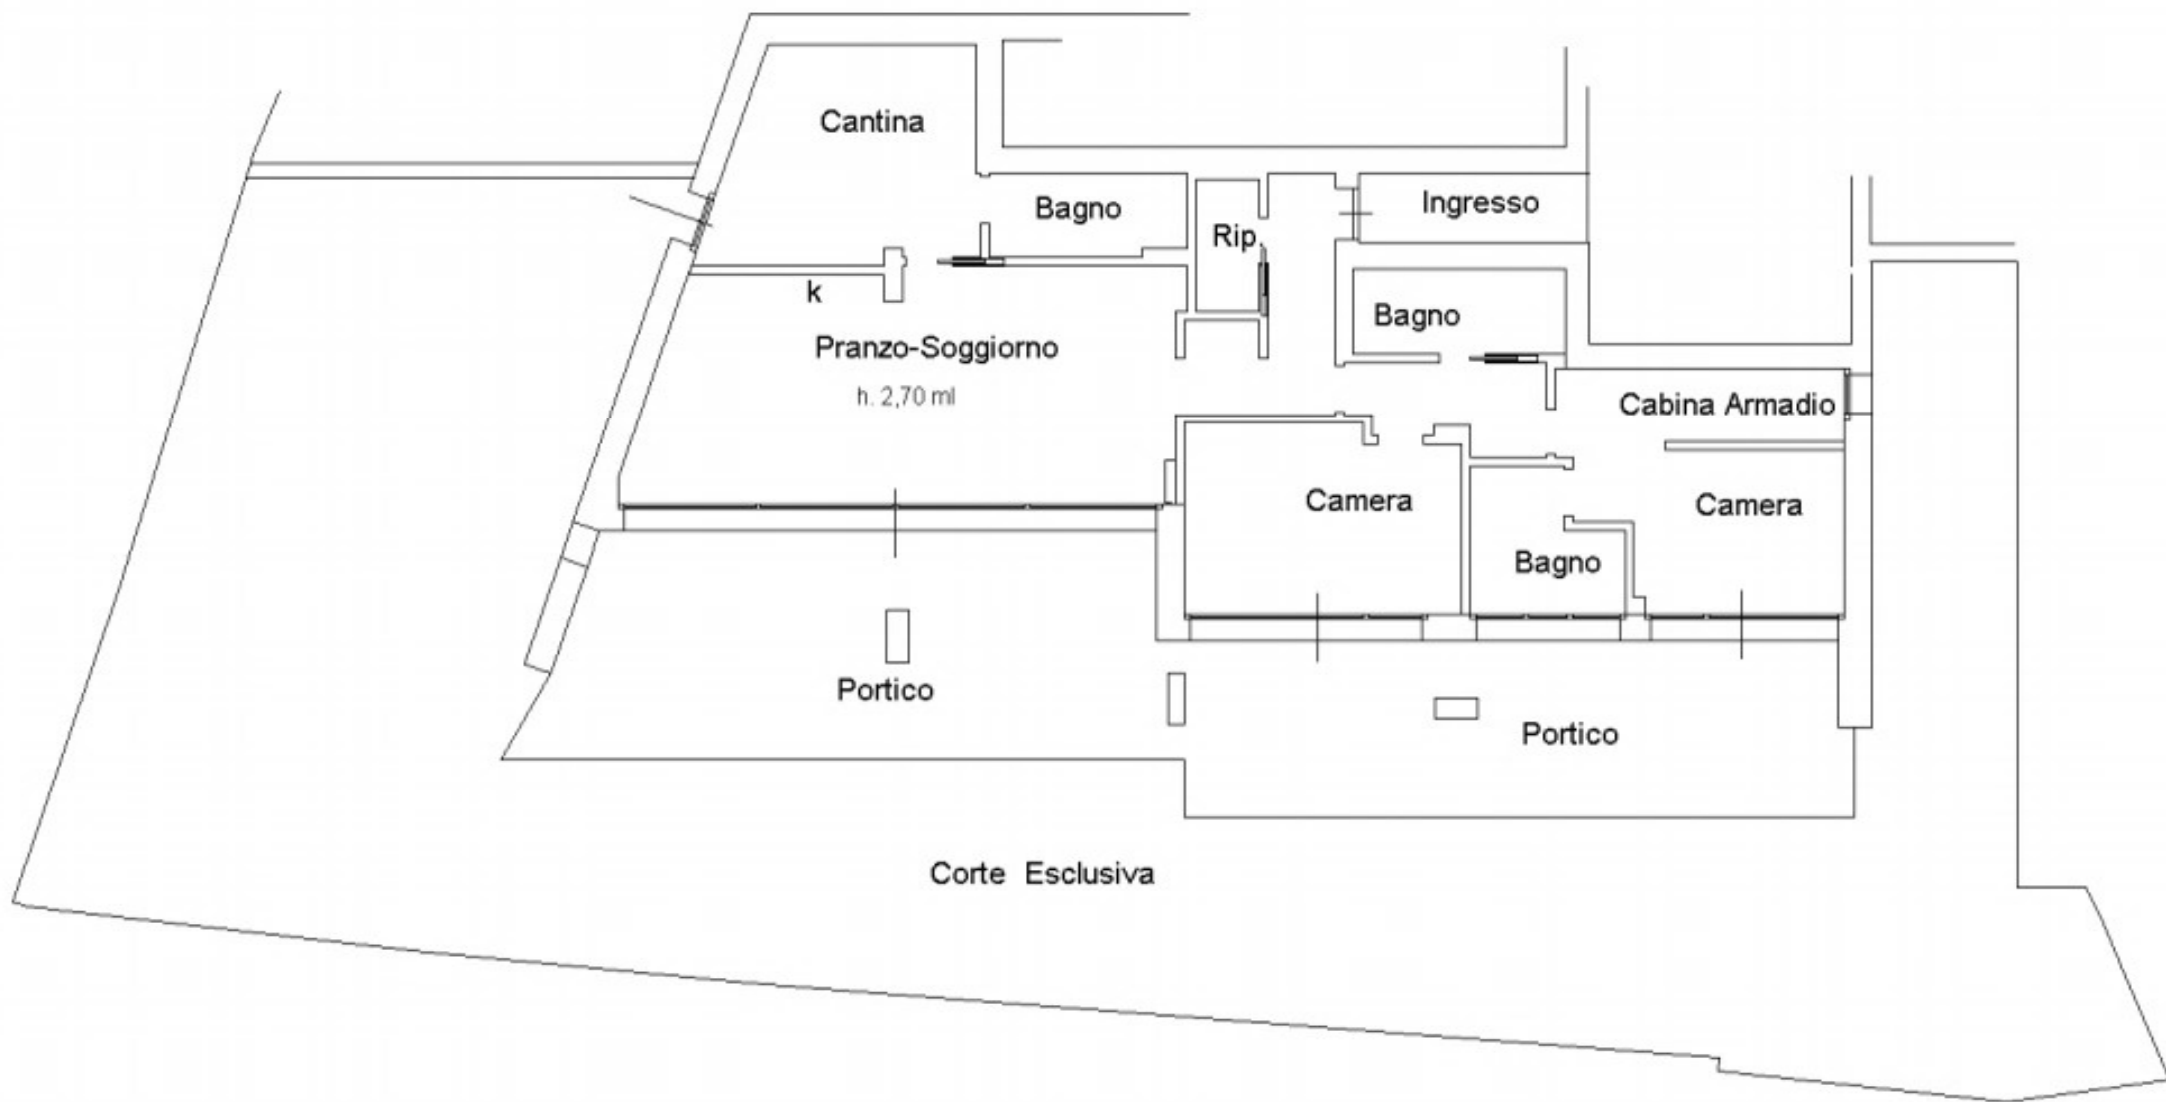 Cantina
Bagno
Ingresso
Rip.
k
Bagno
Pranzo-Soggiorno
h. 2,70 ml
Cabina Armadio
Camera
Camera
Bagno
Portico
Portico
Corte Esclusiva